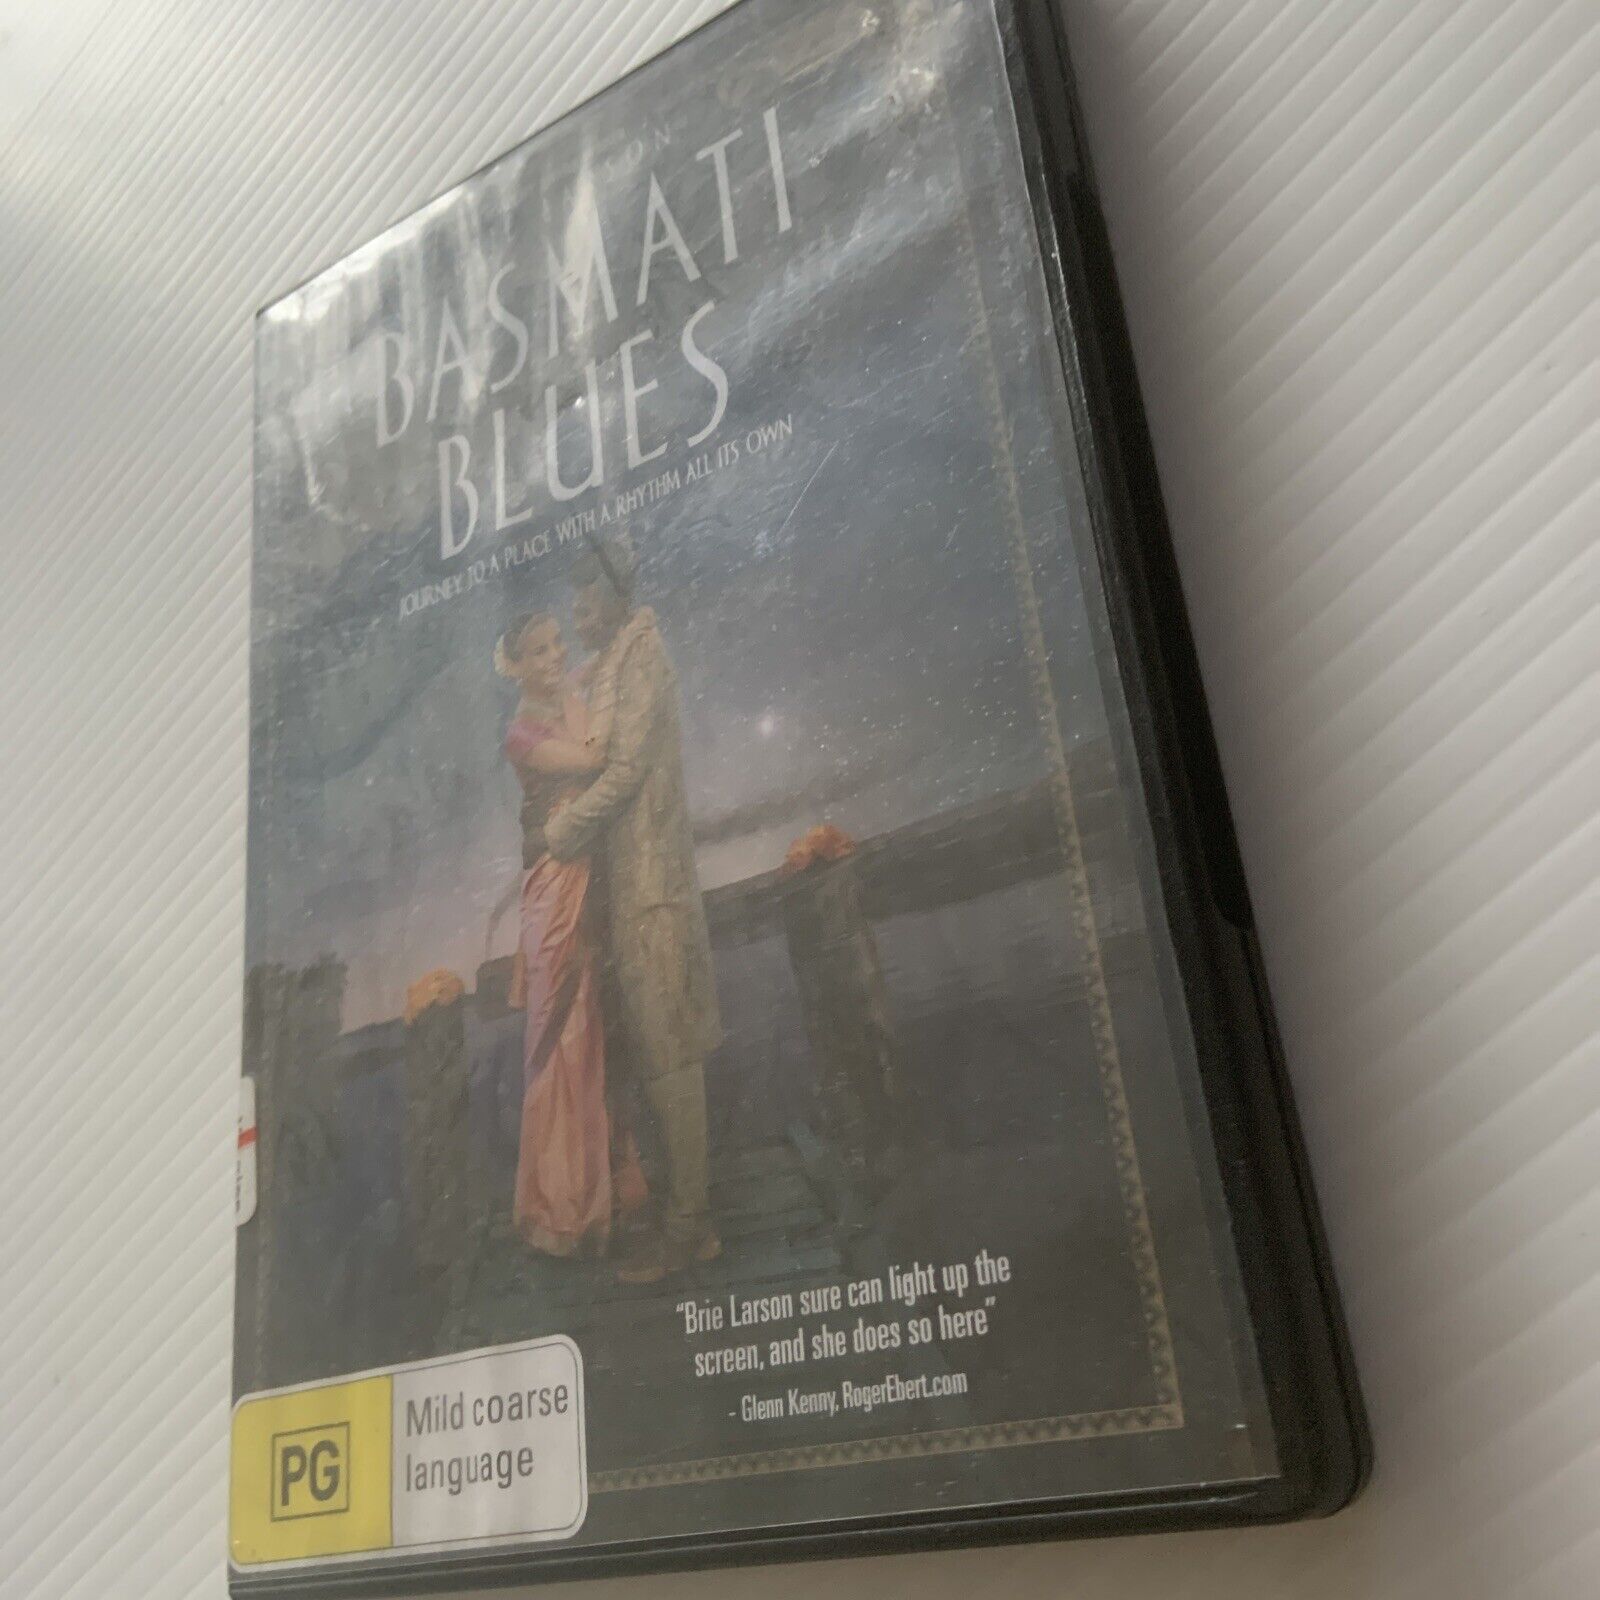 BASMATI
BLUES
JOURNEY TO A PLACE WITH A RHYTHM ALL ITS OWN
"Brie Larson sure can light up the
screen, and she does so here"
- Glenn Kenny, RogerEbert.com
PG
Mild coarse
language